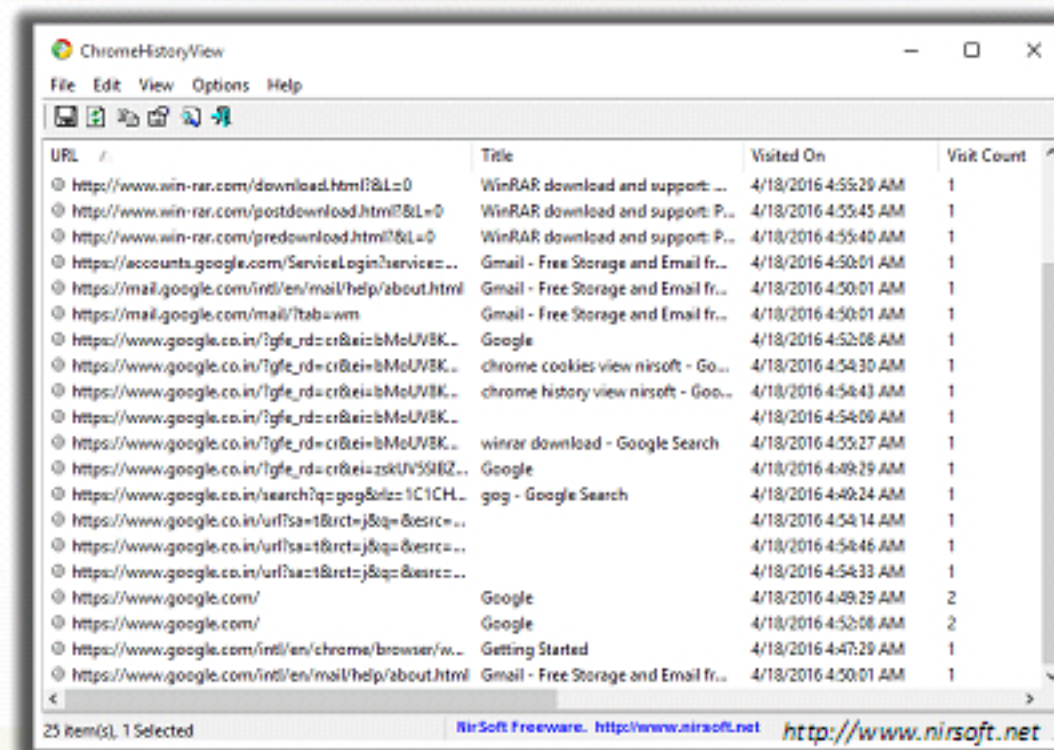 ChromeHistoryView
File Edit View Options Help
URL Title Visited On Visit Count
http://www.win-rar.com/download.html?&L=0 WinRAR download and support: ... 4/18/2016 4:55:29 AM 1
http://www.win-rar.com/postdownload.html?&L=0 WinRAR download and support: P... 4/18/2016 4:55:45 AM 1
http://www.win-rar.com/predownload.html?&L=0 WinRAR download and support: P... 4/18/2016 4:55:40 AM 1
https://accounts.google.com/ServiceLogin?service=... Gmail - Free Storage and Email fr... 4/18/2016 4:50:01 AM 1
https://mail.google.com/intl/en/mail/help/about.html Gmail - Free Storage and Email fr... 4/18/2016 4:50:01 AM 1
https://mail.google.com/mail/?tab=wm Gmail - Free Storage and Email fr... 4/18/2016 4:50:01 AM 1
https://www.google.co.in/?gfe_rd=cr&ei=bMoUV8K... Google 4/18/2016 4:52:08 AM 1
https://www.google.co.in/?gfe_rd=cr&ei=bMoUV8K... chrome cookies view nirsoft - Go... 4/18/2016 4:54:30 AM 1
https://www.google.co.in/?gfe_rd=cr&ei=bMoUV8K... chrome history view nirsoft - Goo... 4/18/2016 4:54:43 AM 1
https://www.google.co.in/?gfe_rd=cr&ei=bMoUV8K... 4/18/2016 4:54:09 AM 1
https://www.google.co.in/?gfe_rd=cr&ei=bMoUV8K... winrar download - Google Search 4/18/2016 4:55:27 AM 1
https://www.google.co.in/?gfe_rd=cr&ei=zskUV5SIBZ... Google 4/18/2016 4:49:29 AM 1
https://www.google.co.in/search?q=gog&rlz=1C1CH... gog - Google Search 4/18/2016 4:49:24 AM 1
https://www.google.co.in/url?sa=t&rct=j&q=&esrc=... 4/18/2016 4:54:14 AM 1
https://www.google.co.in/url?sa=t&rct=j&q=&esrc=... 4/18/2016 4:54:46 AM 1
https://www.google.co.in/url?sa=t&rct=j&q=&esrc=... 4/18/2016 4:54:33 AM 1
https://www.google.com/ Google 4/18/2016 4:49:29 AM 2
https://www.google.com/ Google 4/18/2016 4:52:08 AM 2
https://www.google.com/intl/en/chrome/browser/w... Getting Started 4/18/2016 4:47:29 AM 1
https://www.google.com/intl/en/mail/help/about.html Gmail - Free Storage and Email fr... 4/18/2016 4:50:01 AM 1
25 item(s), 1 Selected NirSoft Freeware. http://www.nirsoft.net http://www.nirsoft.net